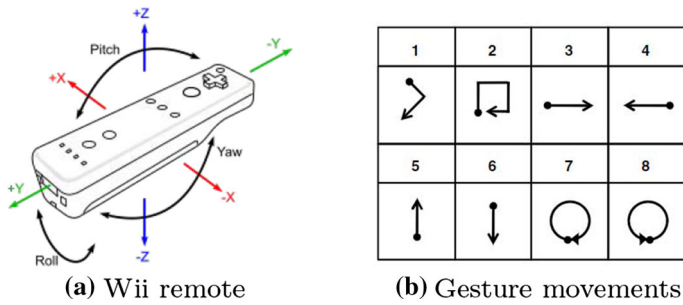 +Z
-Y
Pitch
+X
Yaw
+Y
-X
-Z
Roll
(a) Wii remote
1 2 3 4
5 6 7 8
(b) Gesture movements